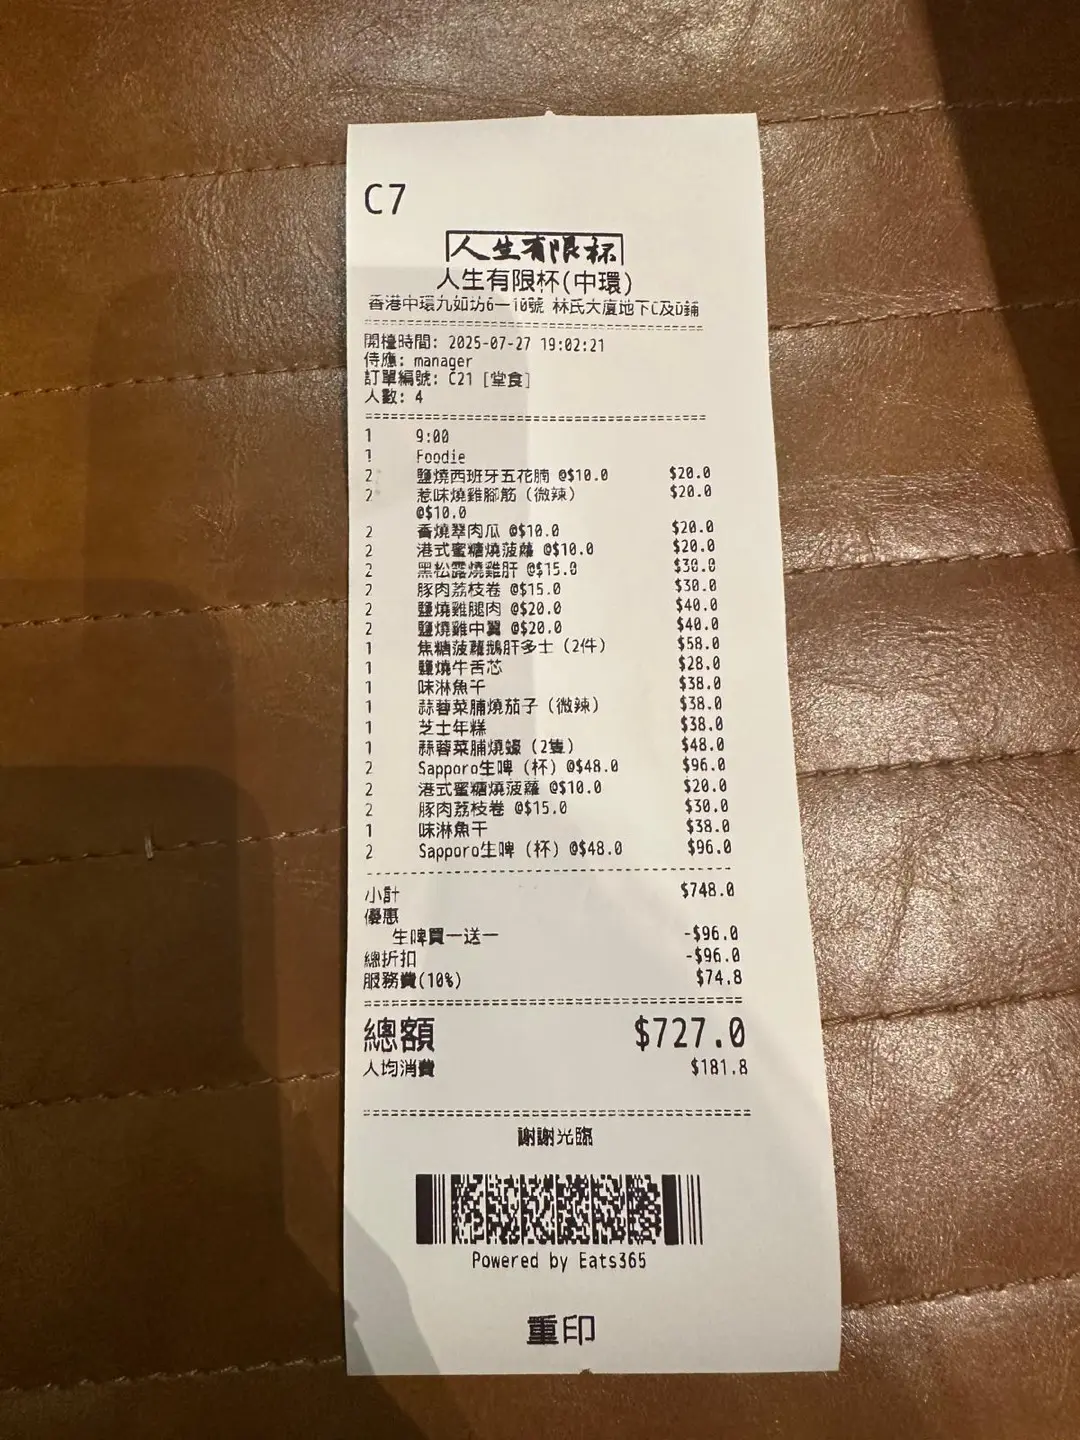 C7
人生有限杯
人生有限杯(中環)
香港中環九如坊6-10號 林氏大廈地下C及D鋪
開檯時間: 2025-07-27 19:02:21
侍應: manager
訂單編號: C21 [堂食]
人數: 4
1 9:00
1 Foodie
2 鹽燒西班牙五花腩 @$10.0 $20.0
2 惹味燒雞腳筋 (微辣) $20.0
@$10.0
2 香燒翠肉瓜 @$10.0 $20.0
2 港式蜜糖燒菠蘿 @$10.0 $20.0
2 黑松露燒雞肝 @$15.0 $30.0
2 豚肉荔枝卷 @$15.0 $30.0
2 鹽燒雞腿肉 @$20.0 $40.0
2 鹽燒雞中翼 @$20.0 $40.0
1 焦糖菠蘿鵝肝多士 (2件) $58.0
1 鹽燒牛舌芯 $28.0
1 味淋魚干 $38.0
1 蒜蓉菜脯燒茄子 (微辣) $38.0
1 芝士年糕 $38.0
1 蒜蓉菜脯燒蠔 (2隻) $48.0
2 Sapporo生啤 (杯) @$48.0 $96.0
2 港式蜜糖燒菠蘿 @$10.0 $20.0
2 豚肉荔枝卷 @$15.0 $30.0
1 味淋魚干 $38.0
2 Sapporo生啤 (杯) @$48.0 $96.0
小計 $748.0
優惠
生啤買一送一 -$96.0
總折扣 -$96.0
服務費(10%) $74.8
總額 $727.0
人均消費 $181.8
謝謝光臨
Powered by Eats365
重印